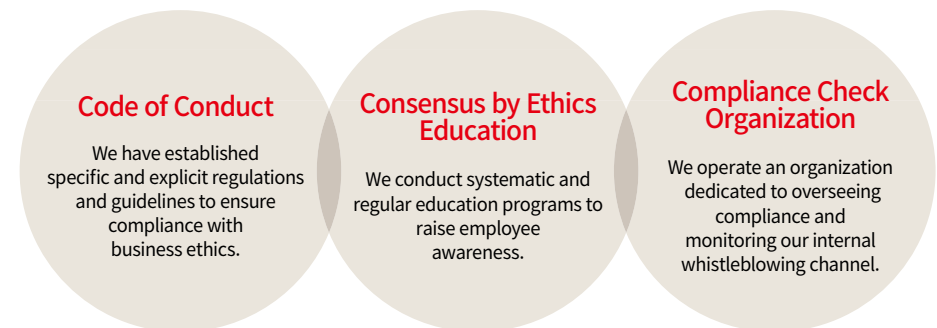 Code of Conduct
We have established
specific and explicit regulations
and guidelines to ensure
compliance with
business ethics.
Consensus by Ethics
Education
We conduct systematic and
regular education programs to
raise employee
awareness.
Compliance Check
Organization
We operate an organization
dedicated to overseeing
compliance and
monitoring our internal
whistleblowing channel.